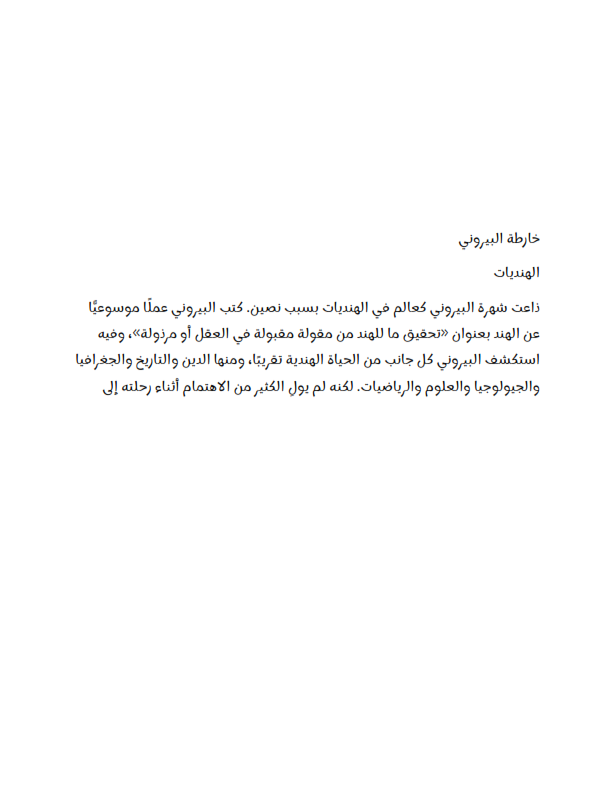 خارطة البيروني
الهنديات
ذاعت شهرة البيروني كعالم في الهنديات بسبب نصين. كتب البيروني عملًا موسوعيًّا
عن الهند بعنوان «تحقيق ما للهند من مقولة مقبولة في العقل أو مرذولة»، وفيه
استكشف البيروني كل جانب من الحياة الهندية تقريبًا، ومنها الدين والتاريخ والجغرافيا
والجيولوجيا والعلوم والرياضيات. لكنه لم يولِ الكثير من الاهتمام أثناء رحلته إلى